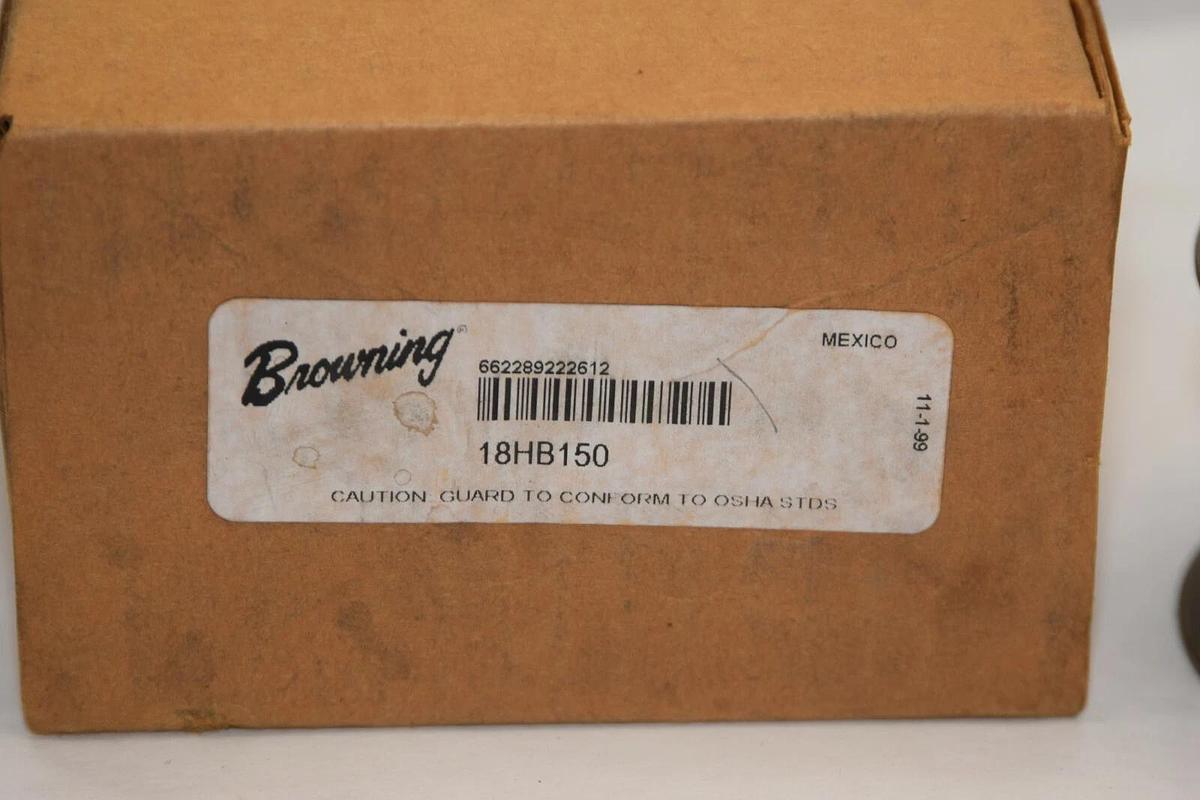 Browning®
662289222612
MEXICO
18HB150
11-1-99
CAUTION: GUARD TO CONFORM TO OSHA STDS